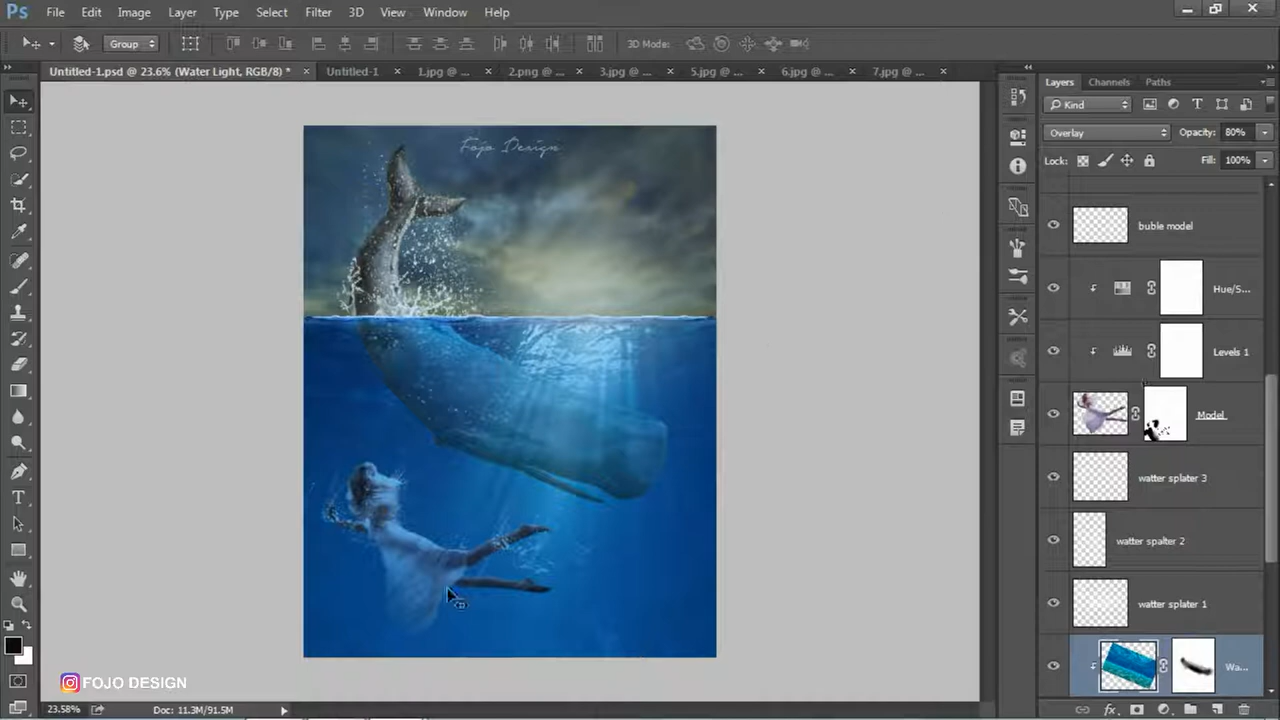 Ps File Edit Image Layer Type Select Filter 3D View Window Help
Group 3D Mode:
Untitled-1.psd @ 23.6% (Water Light, RGB/8) * × Untitled-1 × 1.jpg @ ... × 2.png @ ... × 3.jpg @ ... × 5.jpg @ ... × 6.jpg @ ... × 7.jpg @ ... ×
Layers Channels Paths
Kind
Overlay Opacity: 80%
Lock: Fill: 100%
Fojo Design
buble model
Hue/S...
Levels 1
Model
watter splater 3
watter spalter 2
watter splater 1
Wa...
FOJO DESIGN
23.58% Doc: 11.3M/91.5M